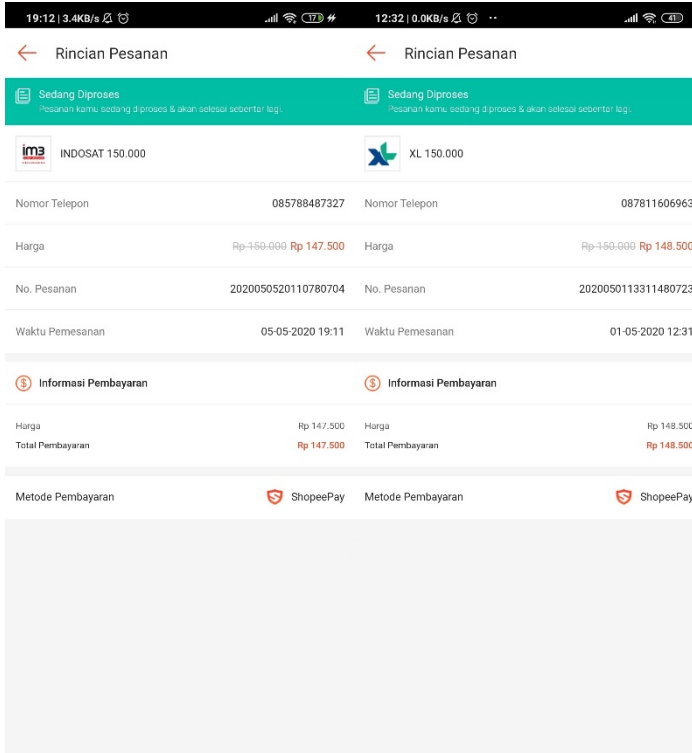 19:12 | 3.4KB/s 17
Rincian Pesanan
Sedang Diproses
Pesanan kamu sedang diproses & akan selesai sebentar lagi.
im3
INDOSAT 150.000
Nomor Telepon 085788487327
Harga Rp 150.000 Rp 147.500
No. Pesanan 2020050520110780704
Waktu Pemesanan 05-05-2020 19:11
Informasi Pembayaran
Harga Rp 147.500
Total Pembayaran Rp 147.500
Metode Pembayaran ShopeePay
12:32 | 0.0KB/s 41
Rincian Pesanan
Sedang Diproses
Pesanan kamu sedang diproses & akan selesai sebentar lagi.
XL
XL 150.000
Nomor Telepon 087811606963
Harga Rp 150.000 Rp 148.500
No. Pesanan 2020050113311480723
Waktu Pemesanan 01-05-2020 12:31
Informasi Pembayaran
Harga Rp 148.500
Total Pembayaran Rp 148.500
Metode Pembayaran ShopeePay